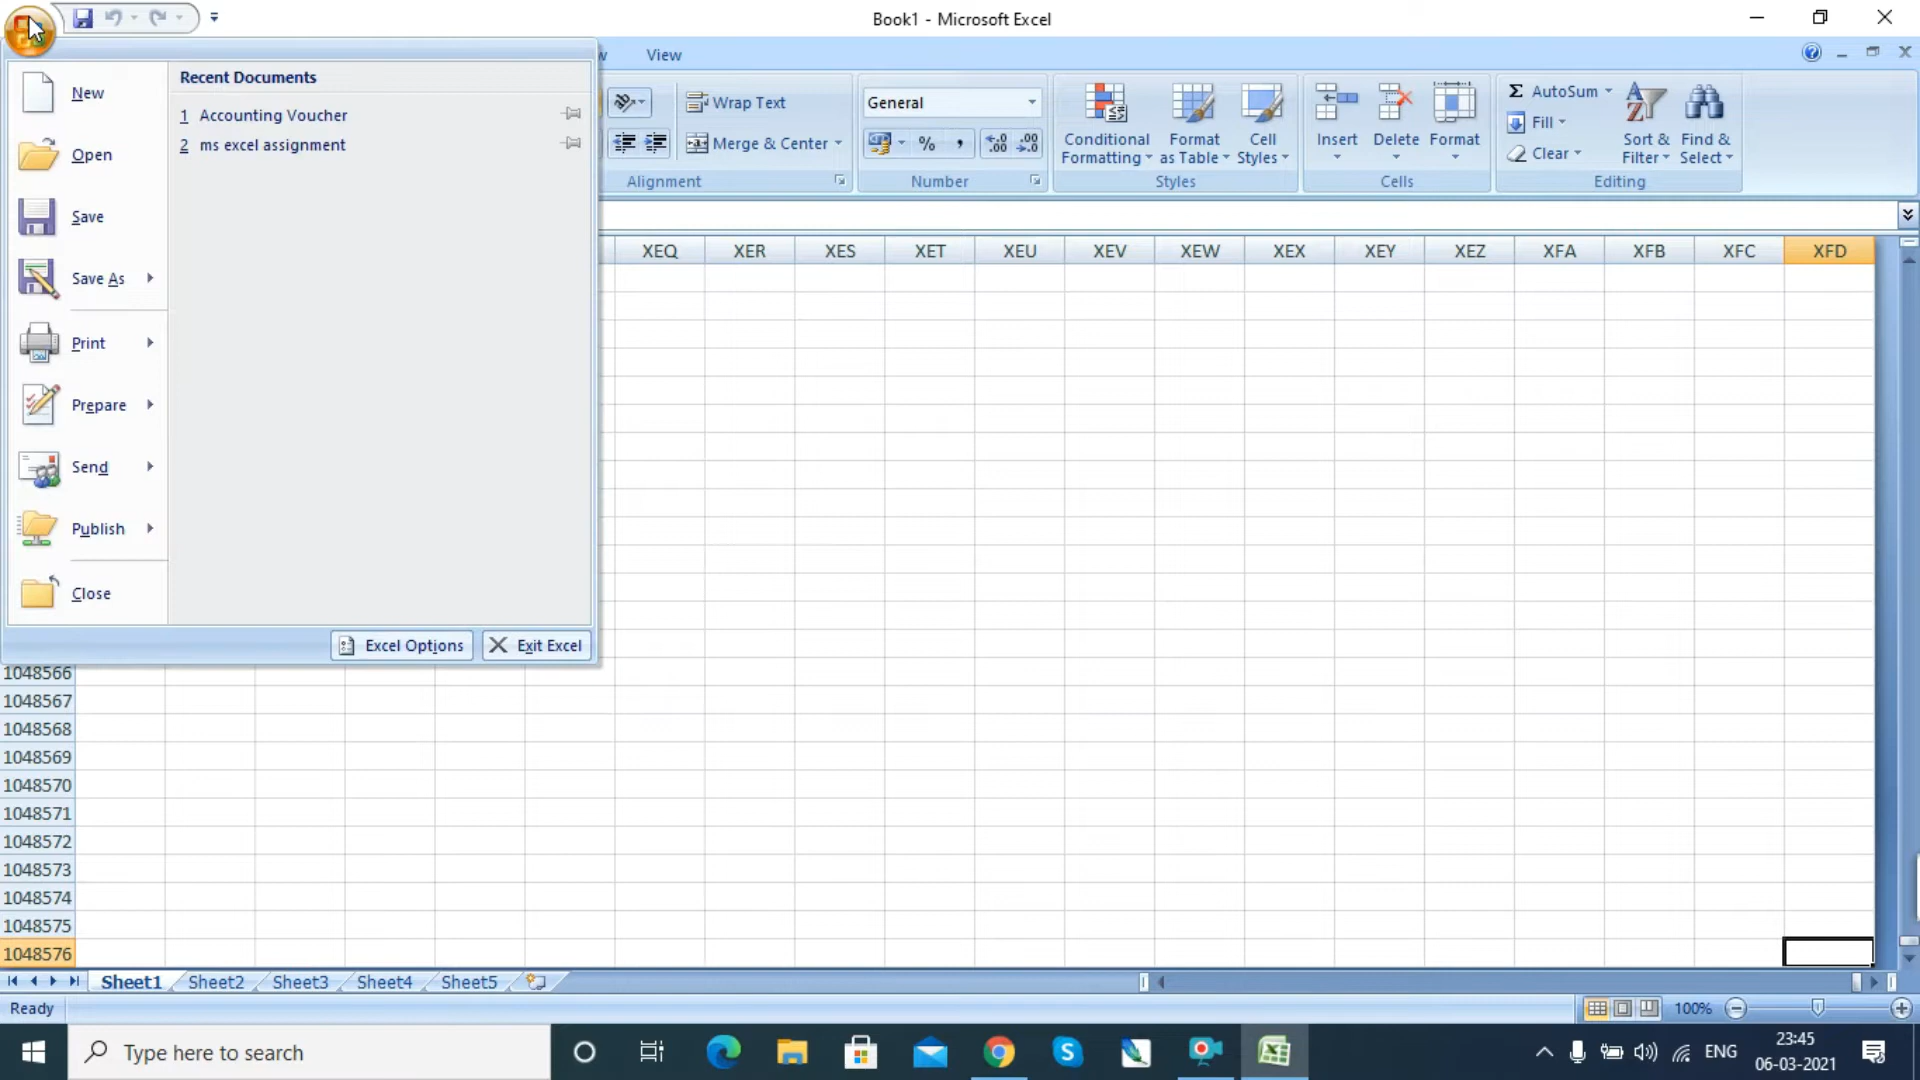 Book1 - Microsoft Excel
w View
New
Open
Save
Save As
Print
Prepare
Send
Publish
Close
Recent Documents
1 Accounting Voucher
2 ms excel assignment
Excel Options
Exit Excel
Wrap Text
Merge & Center
Alignment
General
%
,
.0 .00
.00 .0
Number
Conditional Formatting
Format as Table
Cell Styles
Styles
Insert
Delete
Format
Cells
Σ AutoSum
Fill
Clear
Sort & Filter
Find & Select
Editing
XEQ XER XES XET XEU XEV XEW XEX XEY XEZ XFA XFB XFC XFD
1048566
1048567
1048568
1048569
1048570
1048571
1048572
1048573
1048574
1048575
1048576
Sheet1 Sheet2 Sheet3 Sheet4 Sheet5
Ready
100%
Type here to search
ENG
23:45
06-03-2021